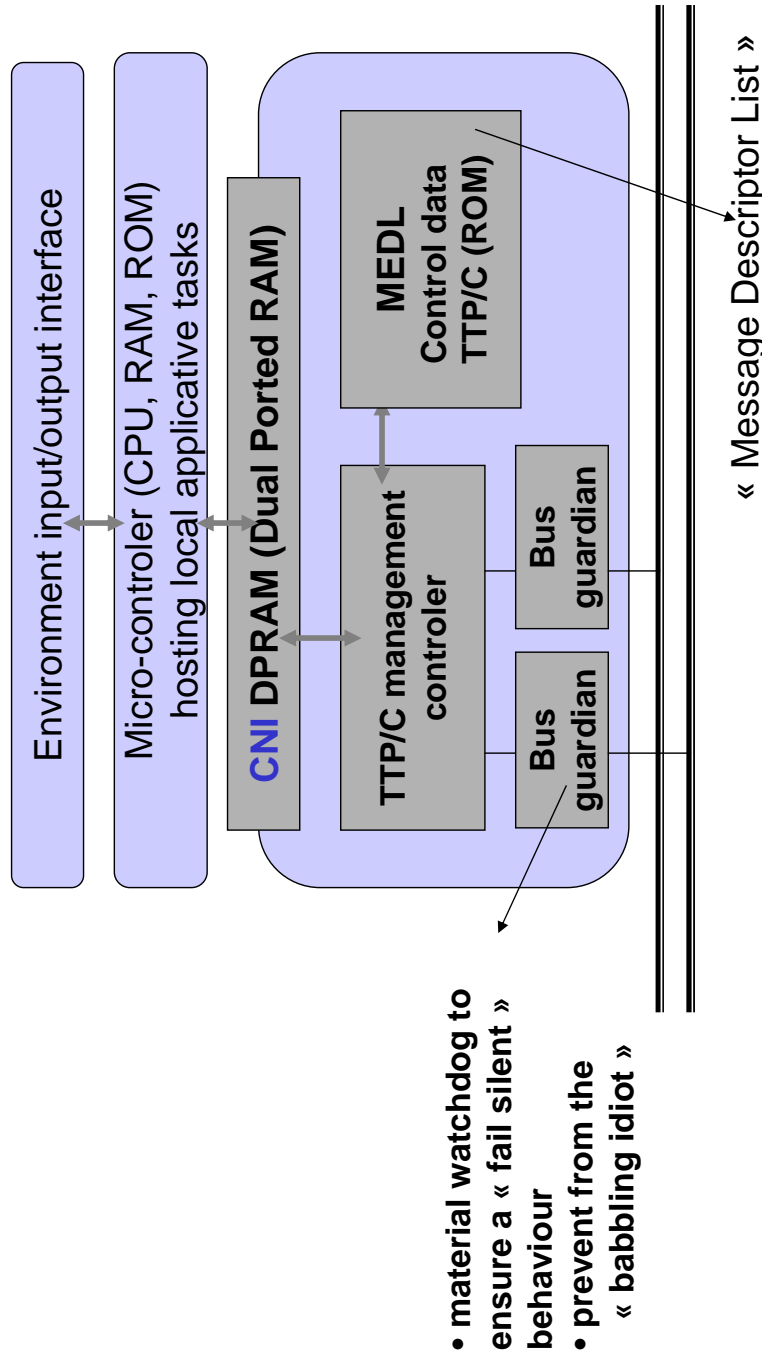 Environment input/output interface
Micro-controler (CPU, RAM, ROM)
hosting local applicative tasks
CNI DPRAM (Dual Ported RAM)
TTP/C management
controler
MEDL
Control data
TTP/C (ROM)
Bus
guardian
Bus
guardian
• material watchdog to
ensure a « fail silent »
behaviour
• prevent from the
« babbling idiot »
« Message Descriptor List »